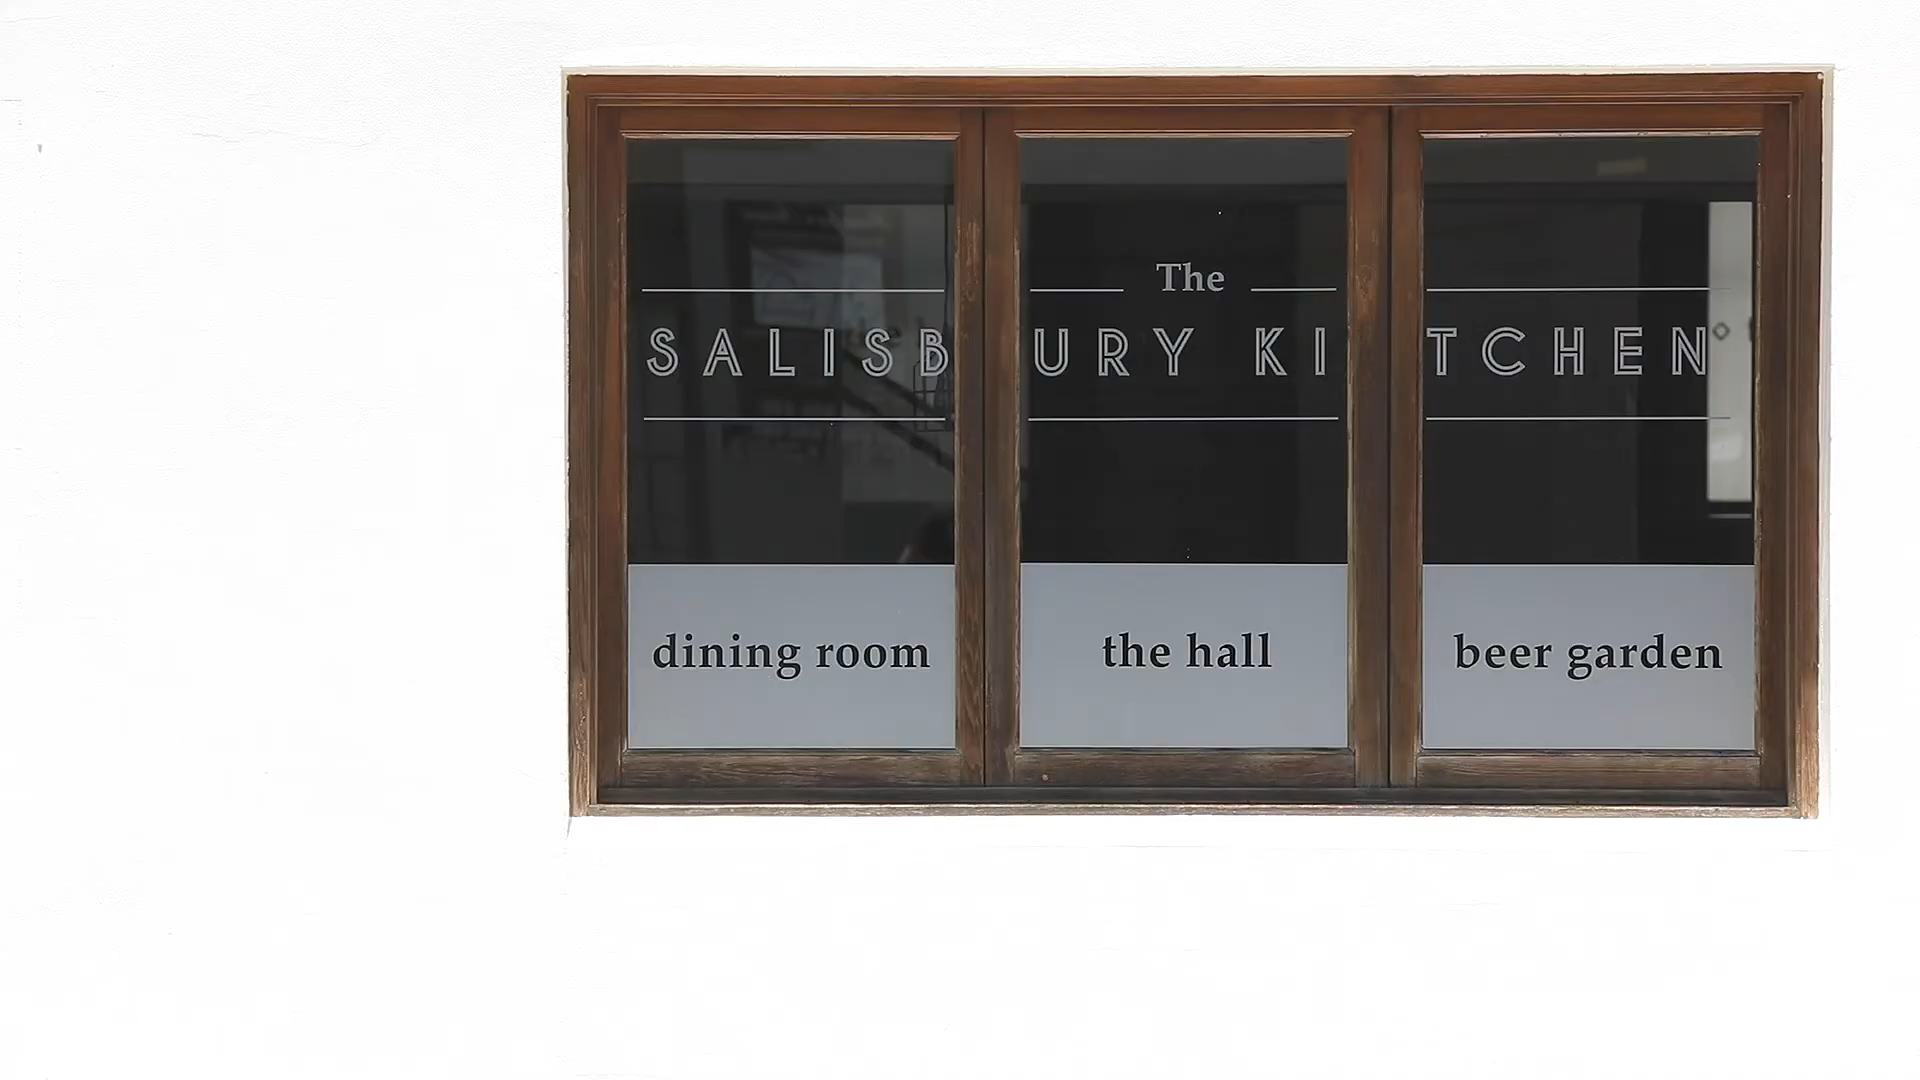 The
SALISBURY KITCHEN
dining room
the hall
beer garden